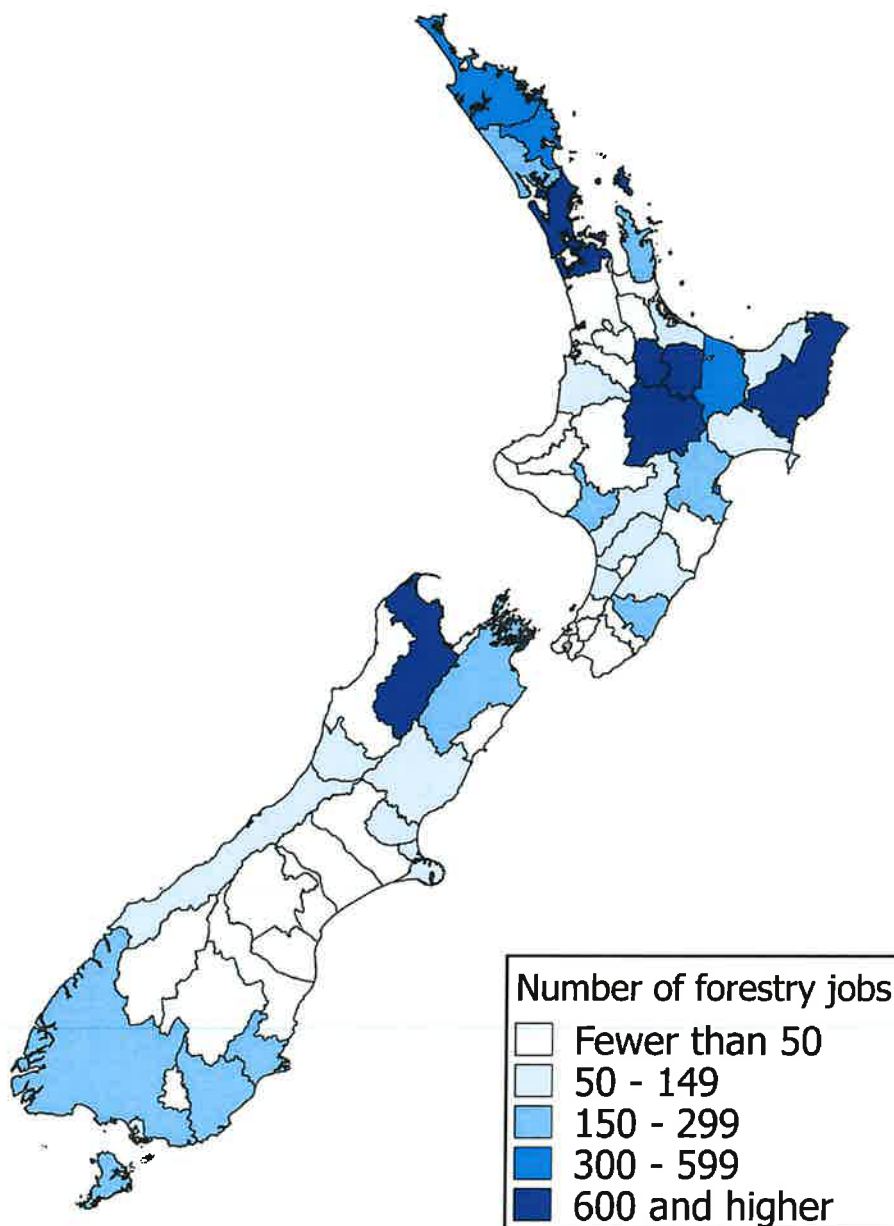 Number of forestry jobs
Fewer than 50
50 - 149
150 - 299
300 - 599
600 and higher